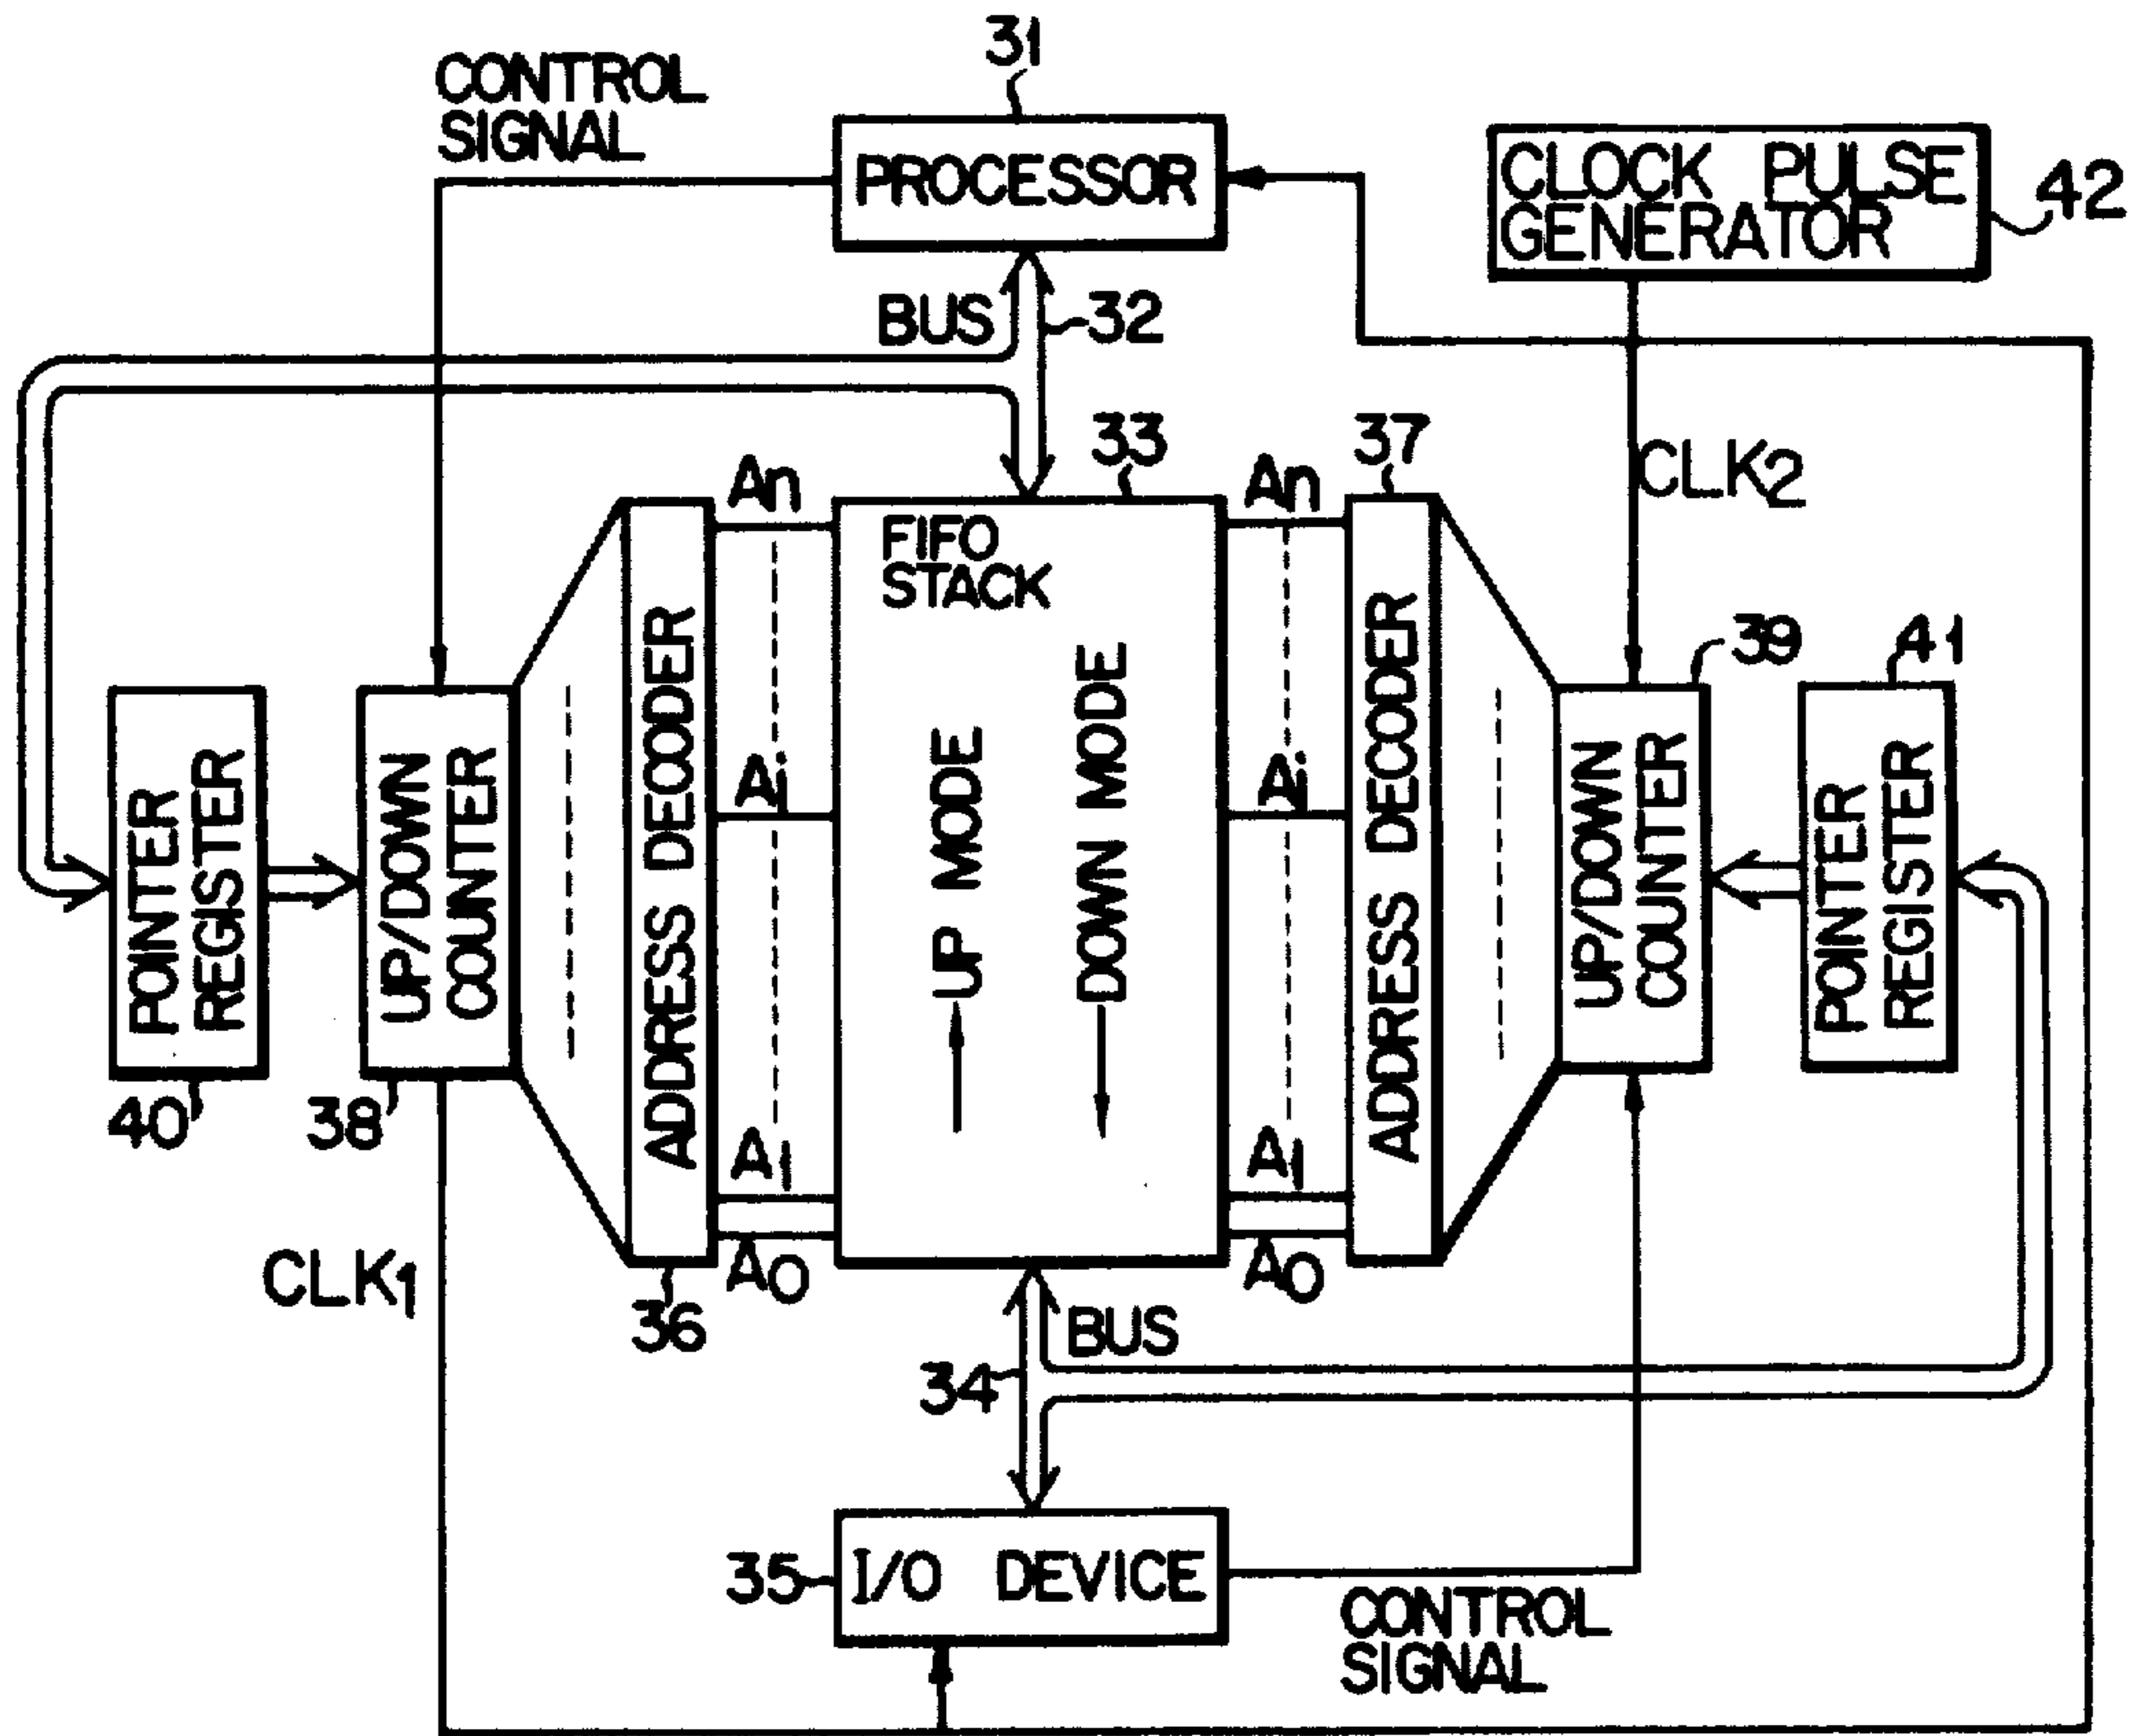 31
CONTROL
SIGNAL
PROCESSOR
CLOCK PULSE
GENERATOR
42
BUS
32
33
37
CLK2
An
An
FIFO
STACK
39
41
POINTER
REGISTER
UP/DOWN
COUNTER
ADDRESS DECODER
Ai
UP MODE
DOWN MODE
Ai
ADDRESS DECODER
UP/DOWN
COUNTER
POINTER
REGISTER
40
38
A1
A1
CLK1
36
A0
A0
BUS
34
35
I/O DEVICE
CONTROL
SIGNAL